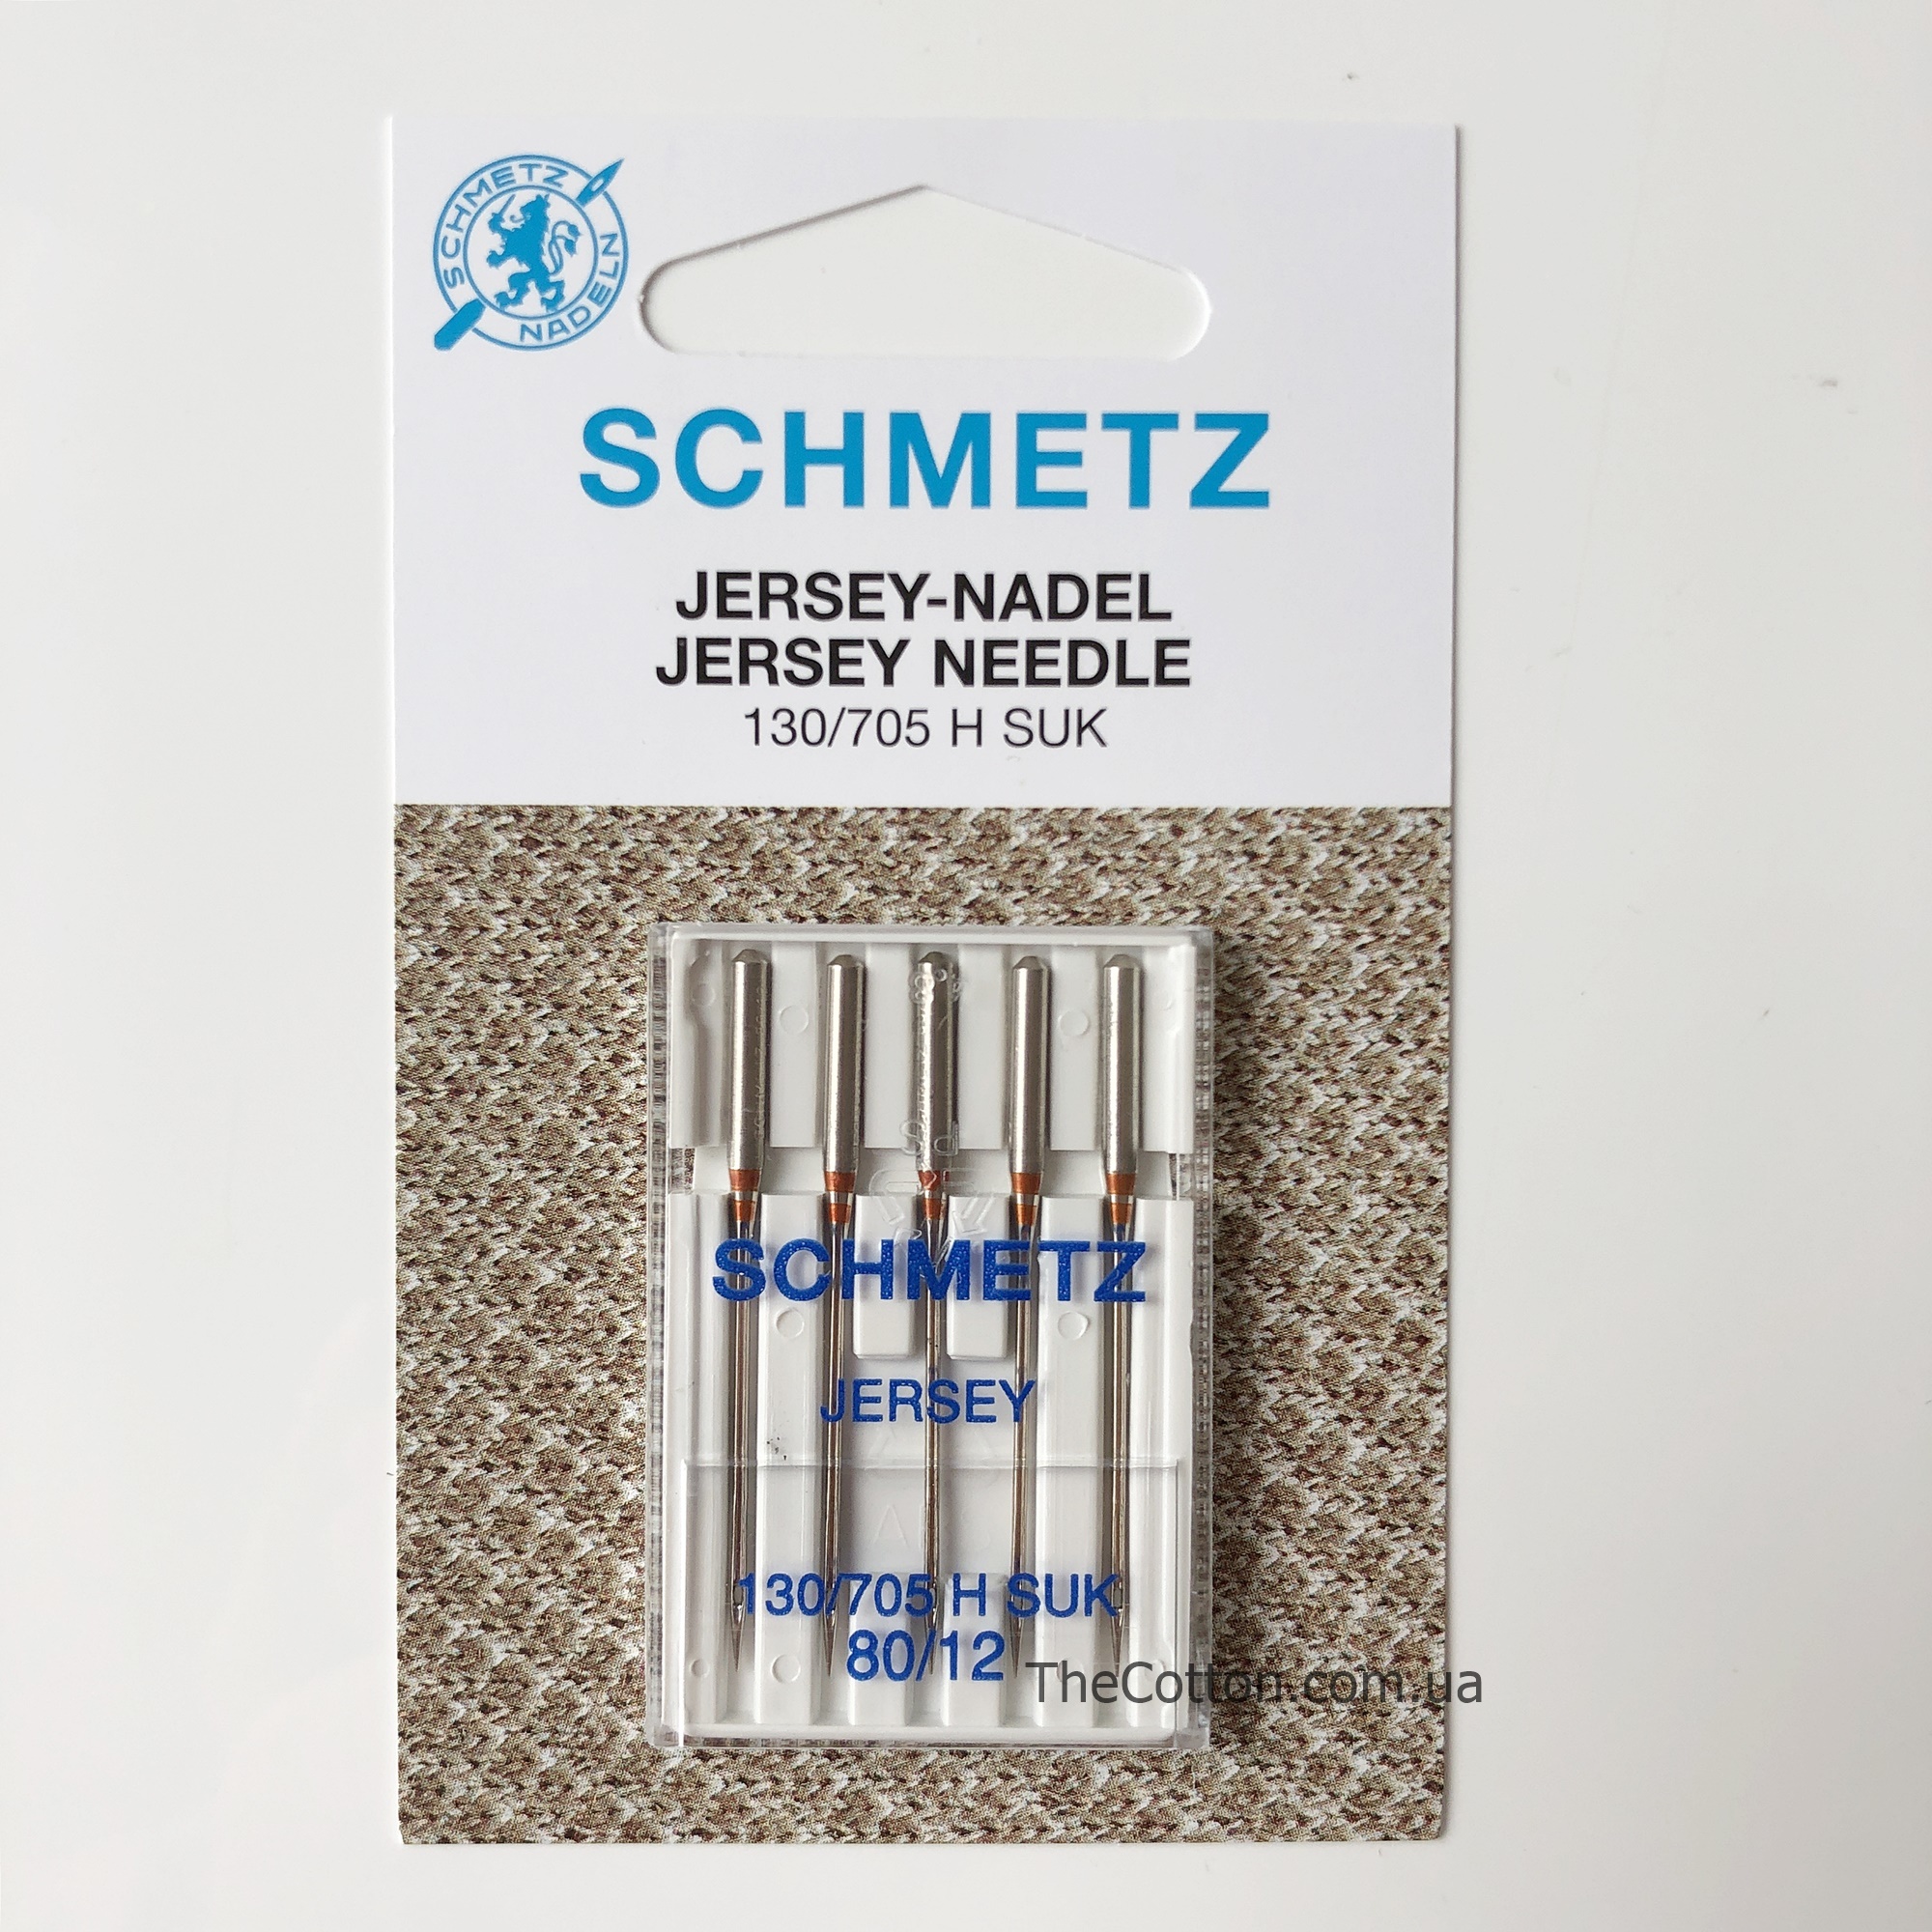 SCHMETZ
NADELN
SCHMETZ
JERSEY-NADEL
JERSEY NEEDLE
130/705 H SUK
SCHMETZ
JERSEY
130/705 H SUK
80/12
TheCotton.com.ua